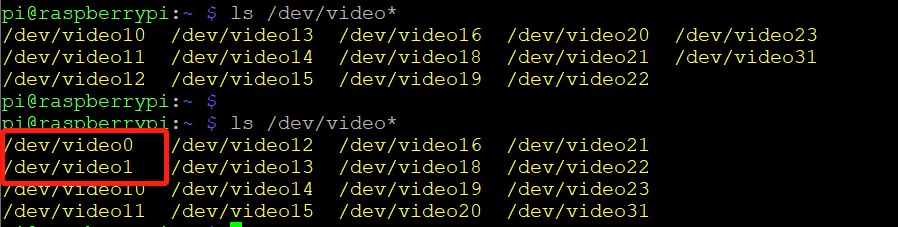 pi@raspberrypi:~ $ ls /dev/video*
/dev/video10 /dev/video13 /dev/video16 /dev/video20 /dev/video23
/dev/video11 /dev/video14 /dev/video18 /dev/video21 /dev/video31
/dev/video12 /dev/video15 /dev/video19 /dev/video22
pi@raspberrypi:~ $
pi@raspberrypi:~ $ ls /dev/video*
/dev/video0 /dev/video12 /dev/video16 /dev/video21
/dev/video1 /dev/video13 /dev/video18 /dev/video22
/dev/video10 /dev/video14 /dev/video19 /dev/video23
/dev/video11 /dev/video15 /dev/video20 /dev/video31